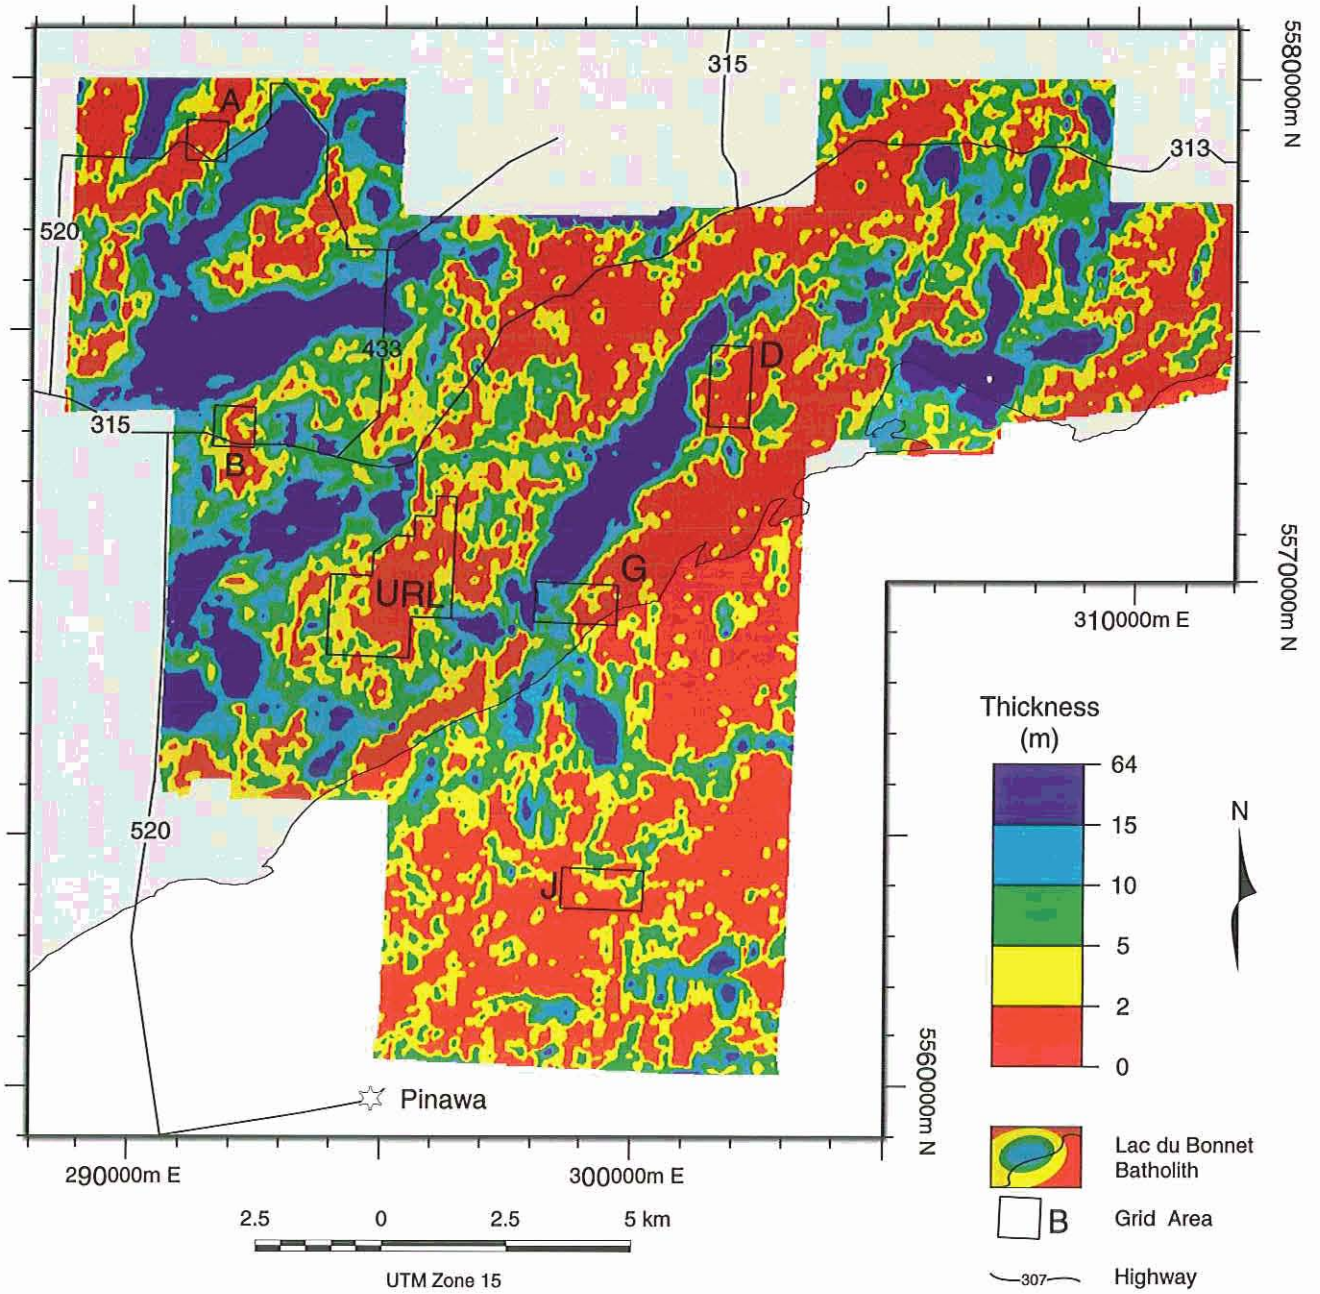 315
5580000m N
A
313
520
433
D
315
B
URL
G
5570000m N
310000m E
Thickness
(m)
64
15
10
5
2
0
N
520
J
5560000m N
Pinawa
Lac du Bonnet
Batholith
290000m E
300000m E
B
Grid Area
2.5
0
2.5
5 km
307
Highway
UTM Zone 15